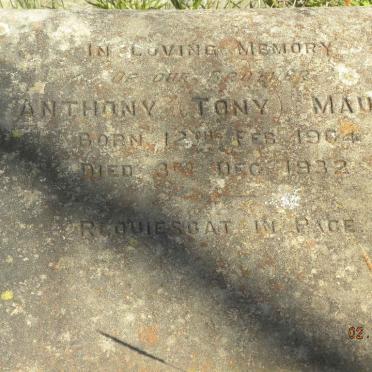 IN LOVING MEMORY
OF OUR BROTHER
ANTHONY (TONY) MAU
BORN 12TH FEB 1904
DIED 3RD DEC 1932
REQUIESCAT IN PACE
02.